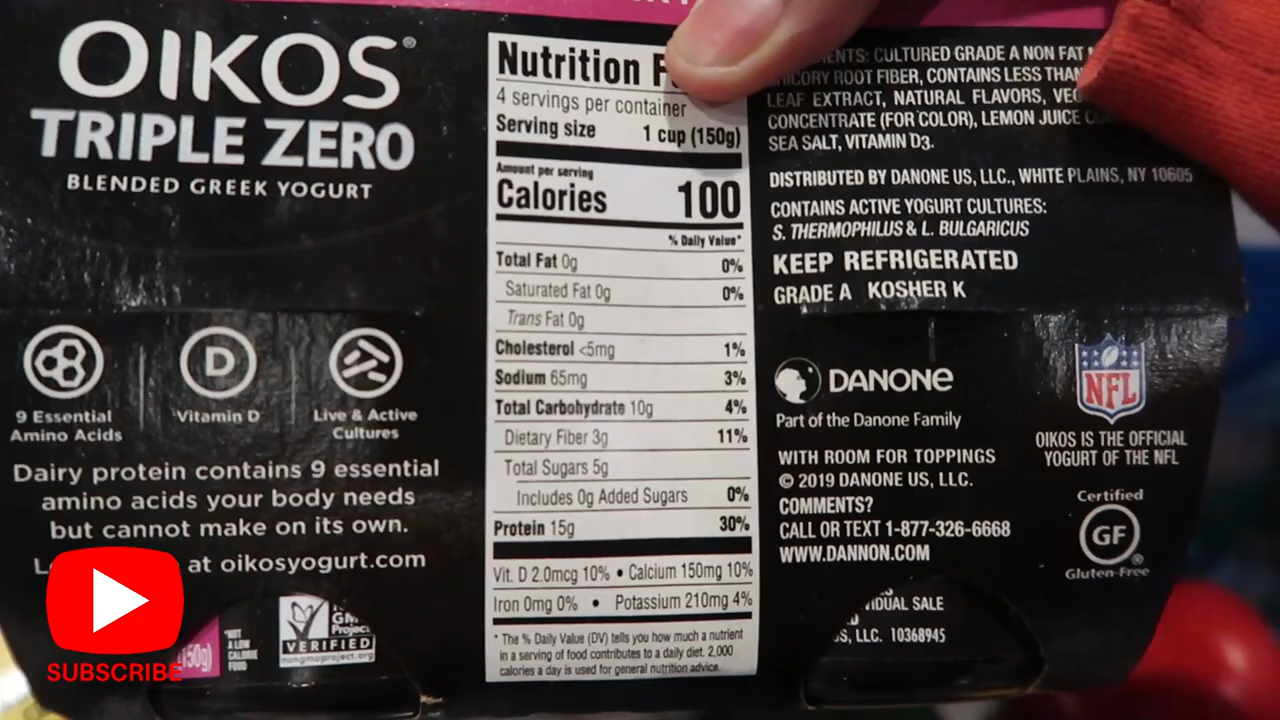 OIKOS®
TRIPLE ZERO
BLENDED GREEK YOGURT
9 Essential
Amino Acids
Vitamin D
Live & Active
Cultures
Dairy protein contains 9 essential
amino acids your body needs
but cannot make on its own.
at oikosyogurt.com
SUBSCRIBE
(150g)
NOT
A LOW
CALORIE
FOOD
Project
VERIFIED
nongmoproject.org
Nutrition
4 servings per container
Serving size 1 cup (150g)
Amount per serving
Calories 100
% Daily Value*
Total Fat 0g 0%
Saturated Fat 0g 0%
Trans Fat 0g
Cholesterol <5mg 1%
Sodium 65mg 3%
Total Carbohydrate 10g 4%
Dietary Fiber 3g 11%
Total Sugars 5g
Includes 0g Added Sugars 0%
Protein 15g 30%
Vit. D 2.0mcg 10% • Calcium 150mg 10%
Iron 0mg 0% • Potassium 210mg 4%
* The % Daily Value (DV) tells you how much a nutrient
in a serving of food contributes to a daily diet. 2,000
calories a day is used for general nutrition advice.
CULTURED GRADE A NON FAT
ROOT FIBER, CONTAINS LESS THAN
LEAF EXTRACT, NATURAL FLAVORS,
CONCENTRATE (FOR COLOR), LEMON JUICE
SEA SALT, VITAMIN D3.
DISTRIBUTED BY DANONE US, LLC., WHITE PLAINS, NY 10605
CONTAINS ACTIVE YOGURT CULTURES:
S. THERMOPHILUS & L. BULGARICUS
KEEP REFRIGERATED
GRADE A KOSHER K
DANONE
Part of the Danone Family
WITH ROOM FOR TOPPINGS
© 2019 DANONE US, LLC.
COMMENTS?
CALL OR TEXT 1-877-326-6668
WWW.DANNON.COM
NFL
OIKOS IS THE OFFICIAL
YOGURT OF THE NFL
Certified
GF®
Gluten-Free
SALE
LLC. 10368945